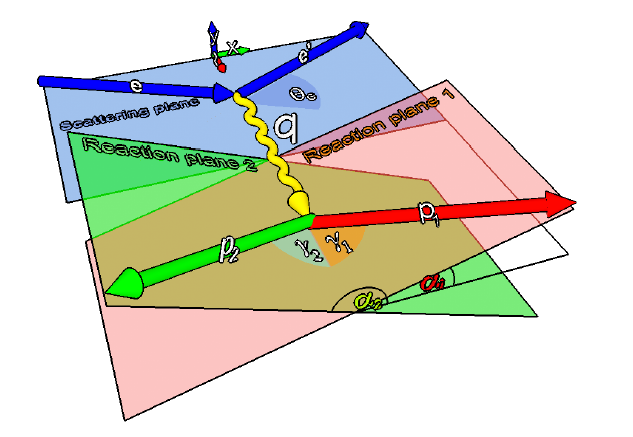 y x
e
e'
θe
Scattering plane
q
Reaction plane 1
Reaction plane 2
p1
p2
γ2 γ1
α2 α1